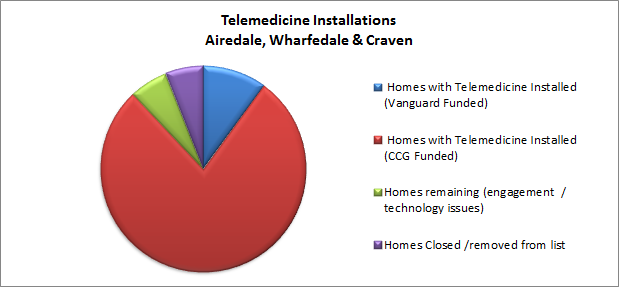 Telemedicine Installations
Airedale, Wharfedale & Craven
Homes with Telemedicine Installed
(Vanguard Funded)
Homes with Telemedicine Installed
(CCG Funded)
Homes remaining (engagement /
technology issues)
Homes Closed /removed from list